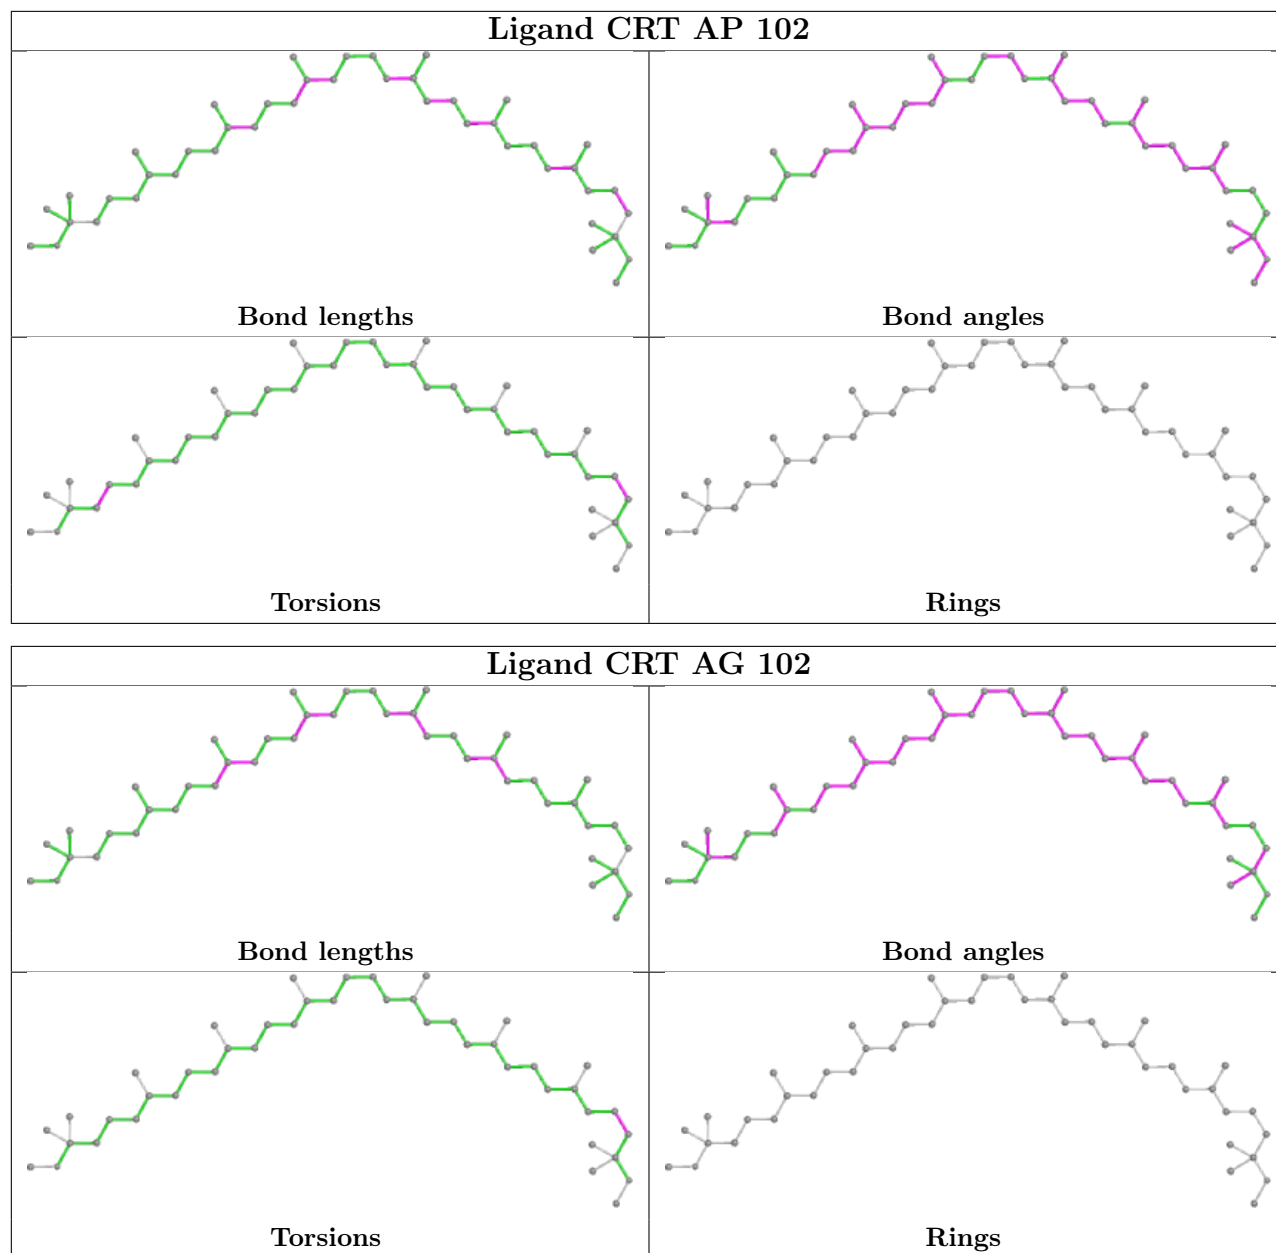 Ligand CRT AP 102
Bond lengths
Bond angles
Torsions
Rings
Ligand CRT AG 102
Bond lengths
Bond angles
Torsions
Rings